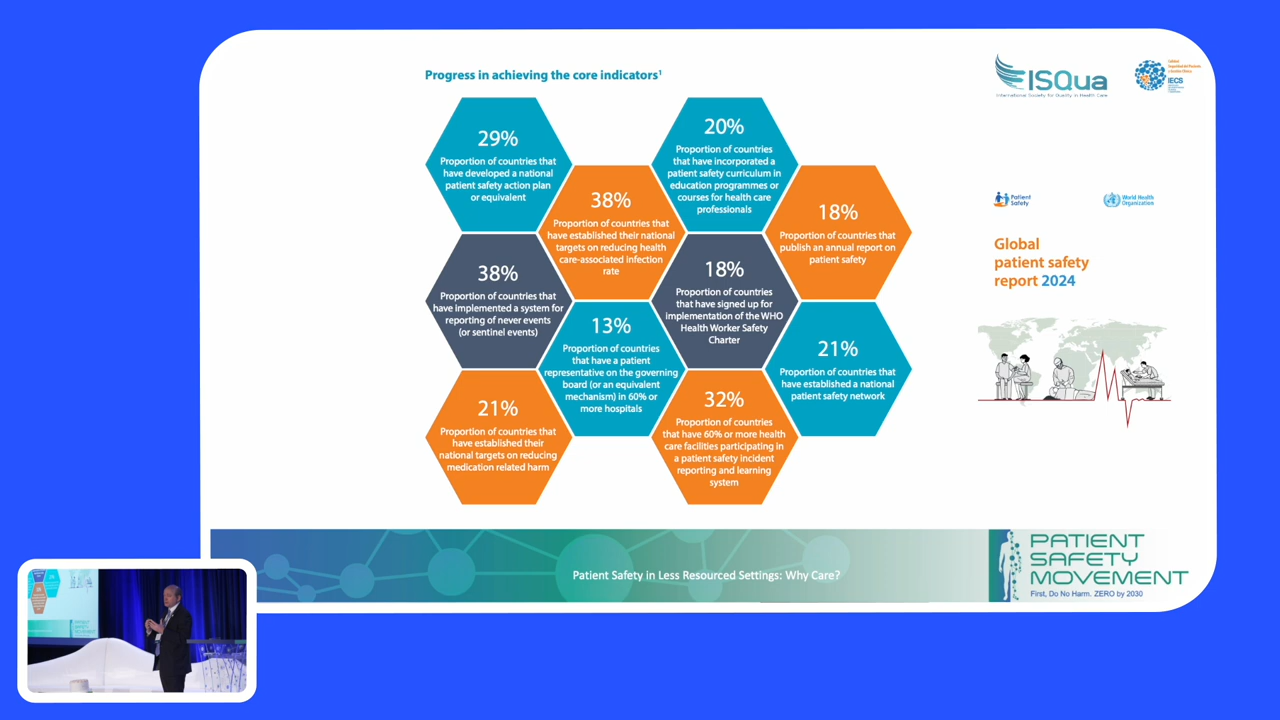 Progress in achieving the core indicators¹
ISQua
International Society for Quality in Health Care
IECS
29%
Proportion of countries that
have developed a national
patient safety action plan
or equivalent
20%
Proportion of countries
that have incorporated a
patient safety curriculum in
education programmes or
courses for health care
professionals
38%
Proportion of countries that
have established their national
targets on reducing health
care-associated infection
rate
18%
Proportion of countries that
publish an annual report on
patient safety
38%
Proportion of countries that
have implemented a system for
reporting of never events
(or sentinel events)
18%
Proportion of countries
that have signed up for
implementation of the WHO
Health Worker Safety
Charter
13%
Proportion of countries
that have a patient
representative on the governing
board (or an equivalent
mechanism) in 60% or
more hospitals
21%
Proportion of countries that
have established a national
patient safety network
21%
Proportion of countries that
have established their
national targets on reducing
medication related harm
32%
Proportion of countries
that have 60% or more health
care facilities participating in
a patient safety incident
reporting and learning
system
Patient
Safety
World Health
Organization
Global
patient safety
report 2024
Patient Safety in Less Resourced Settings: Why Care?
PATIENT
SAFETY
MOVEMENT
First, Do No Harm. ZERO by 2030